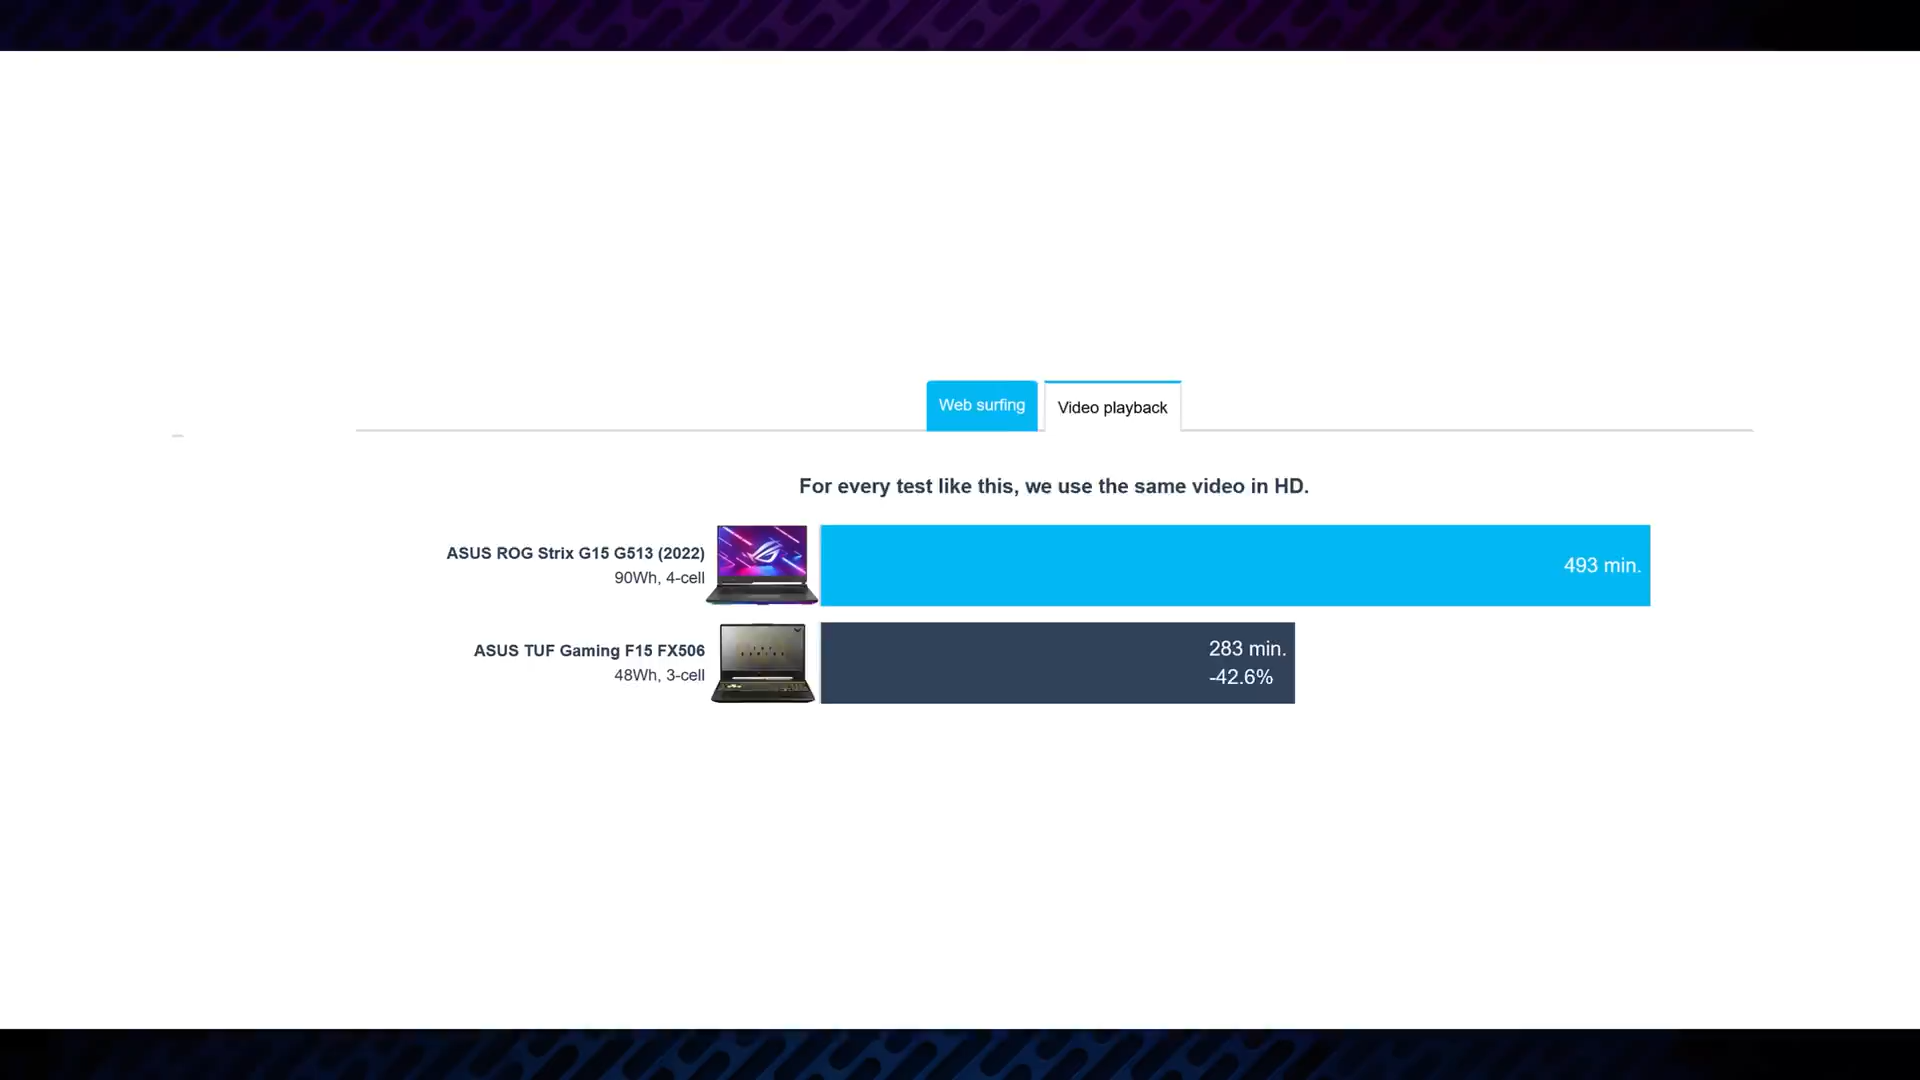 Web surfing
Video playback
For every test like this, we use the same video in HD.
ASUS ROG Strix G15 G513 (2022)
90Wh, 4-cell
493 min.
ASUS TUF Gaming F15 FX506
48Wh, 3-cell
283 min.
-42.6%